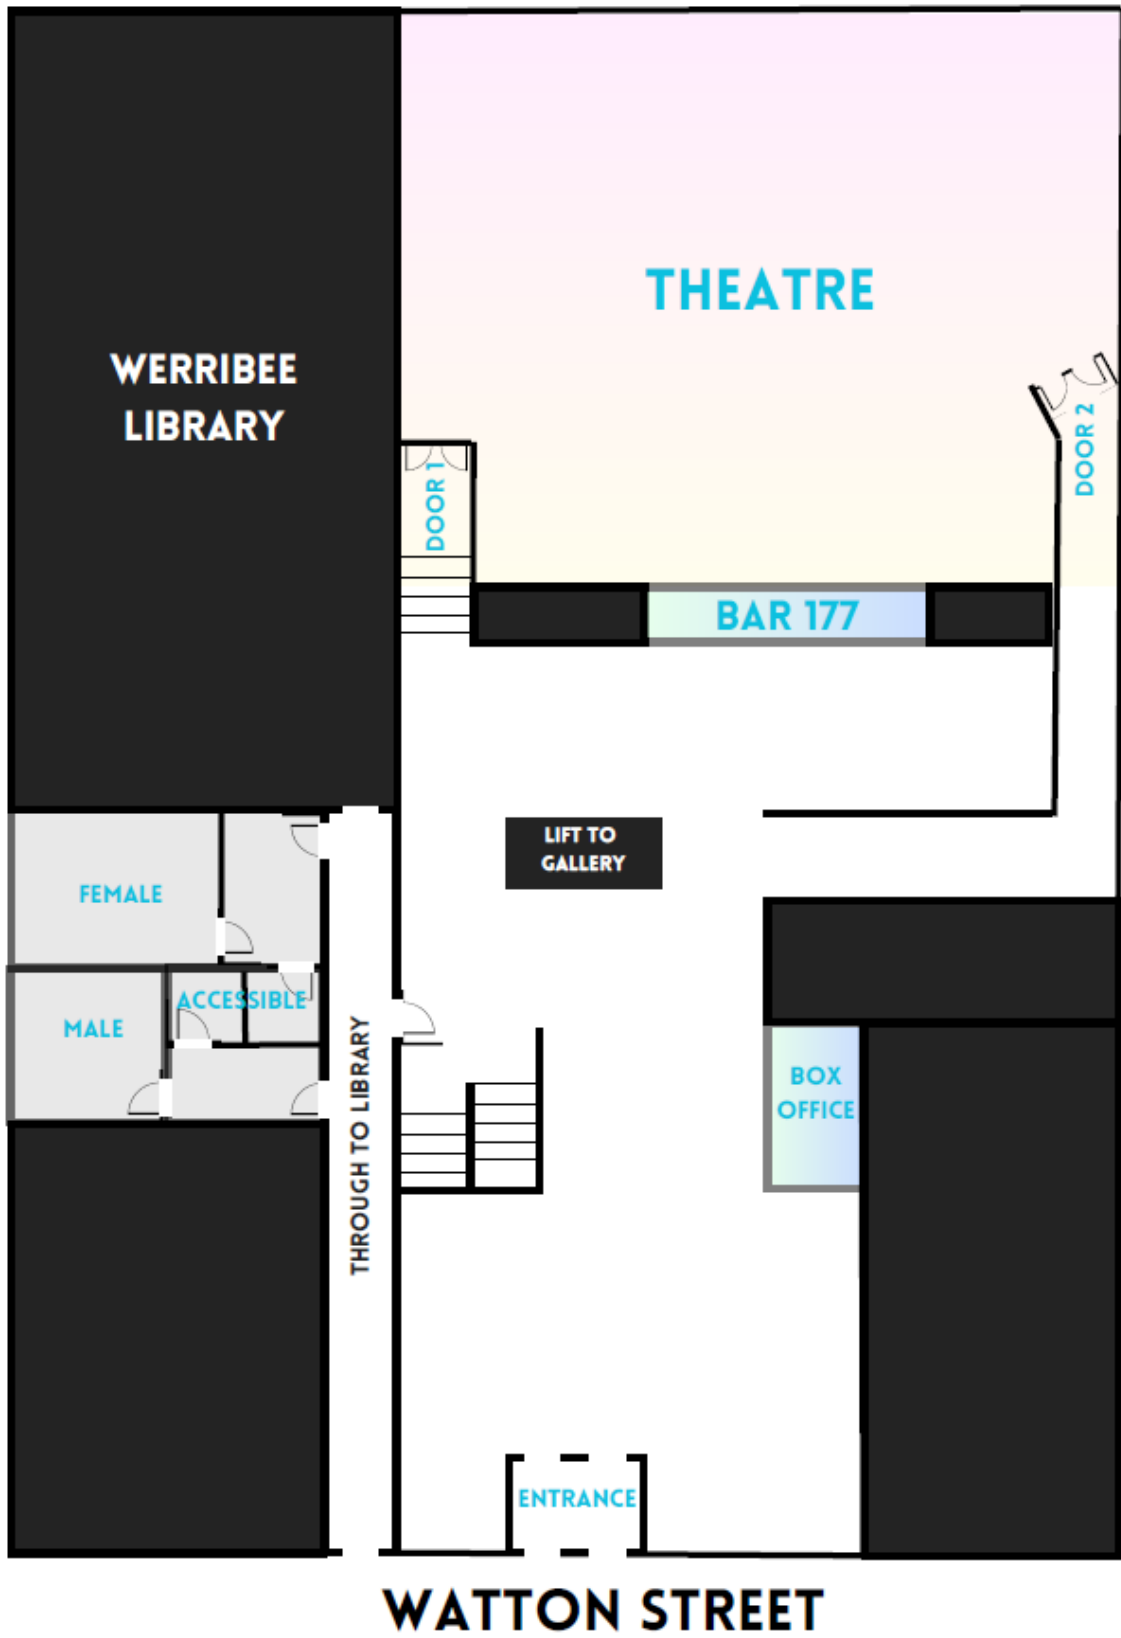 THEATRE
WERRIBEE
LIBRARY
DOOR 1
DOOR 2
BAR 177
LIFT TO
GALLERY
FEMALE
ACCESSIBLE
MALE
THROUGH TO LIBRARY
BOX
OFFICE
ENTRANCE
WATTON STREET